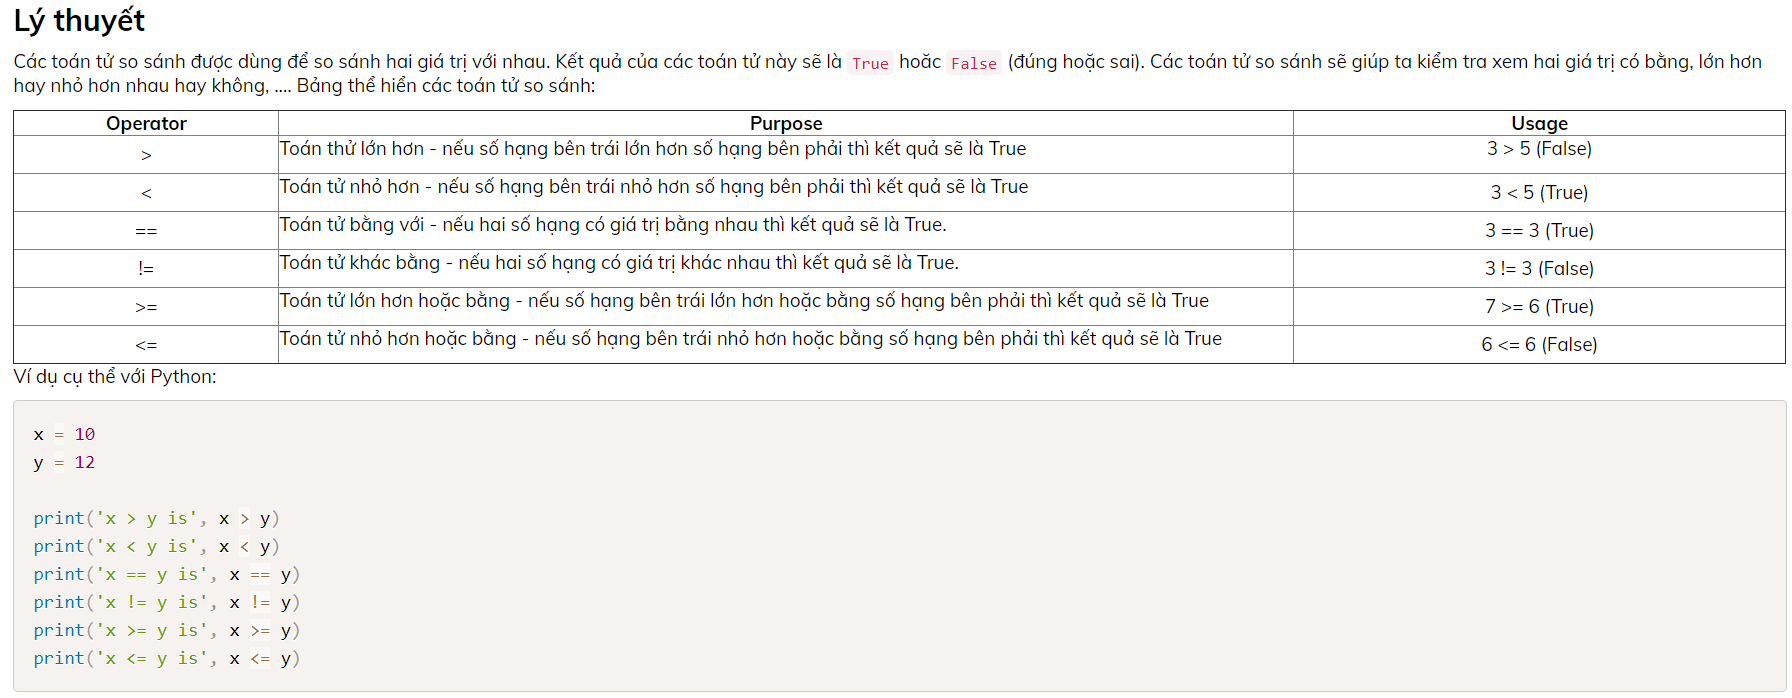 Lý thuyết
Các toán tử so sánh được dùng để so sánh hai giá trị với nhau. Kết quả của các toán tử này sẽ là True hoặc False (đúng hoặc sai). Các toán tử so sánh sẽ giúp ta kiểm tra xem hai giá trị có bằng, lớn hơn
hay nhỏ hơn nhau hay không, .... Bảng thể hiển các toán tử so sánh:
Operator Purpose Usage
> Toán thử lớn hơn - nếu số hạng bên trái lớn hơn số hạng bên phải thì kết quả sẽ là True 3 > 5 (False)
< Toán tử nhỏ hơn - nếu số hạng bên trái nhỏ hơn số hạng bên phải thì kết quả sẽ là True 3 < 5 (True)
== Toán tử bằng với - nếu hai số hạng có giá trị bằng nhau thì kết quả sẽ là True. 3 == 3 (True)
!= Toán tử khác bằng - nếu hai số hạng có giá trị khác nhau thì kết quả sẽ là True. 3 != 3 (False)
>= Toán tử lớn hơn hoặc bằng - nếu số hạng bên trái lớn hơn hoặc bằng số hạng bên phải thì kết quả sẽ là True 7 >= 6 (True)
<= Toán tử nhỏ hơn hoặc bằng - nếu số hạng bên trái nhỏ hơn hoặc bằng số hạng bên phải thì kết quả sẽ là True 6 <= 6 (False)
Ví dụ cụ thể với Python:
x = 10
y = 12
print('x > y is', x > y)
print('x < y is', x < y)
print('x == y is', x == y)
print('x != y is', x != y)
print('x >= y is', x >= y)
print('x <= y is', x <= y)